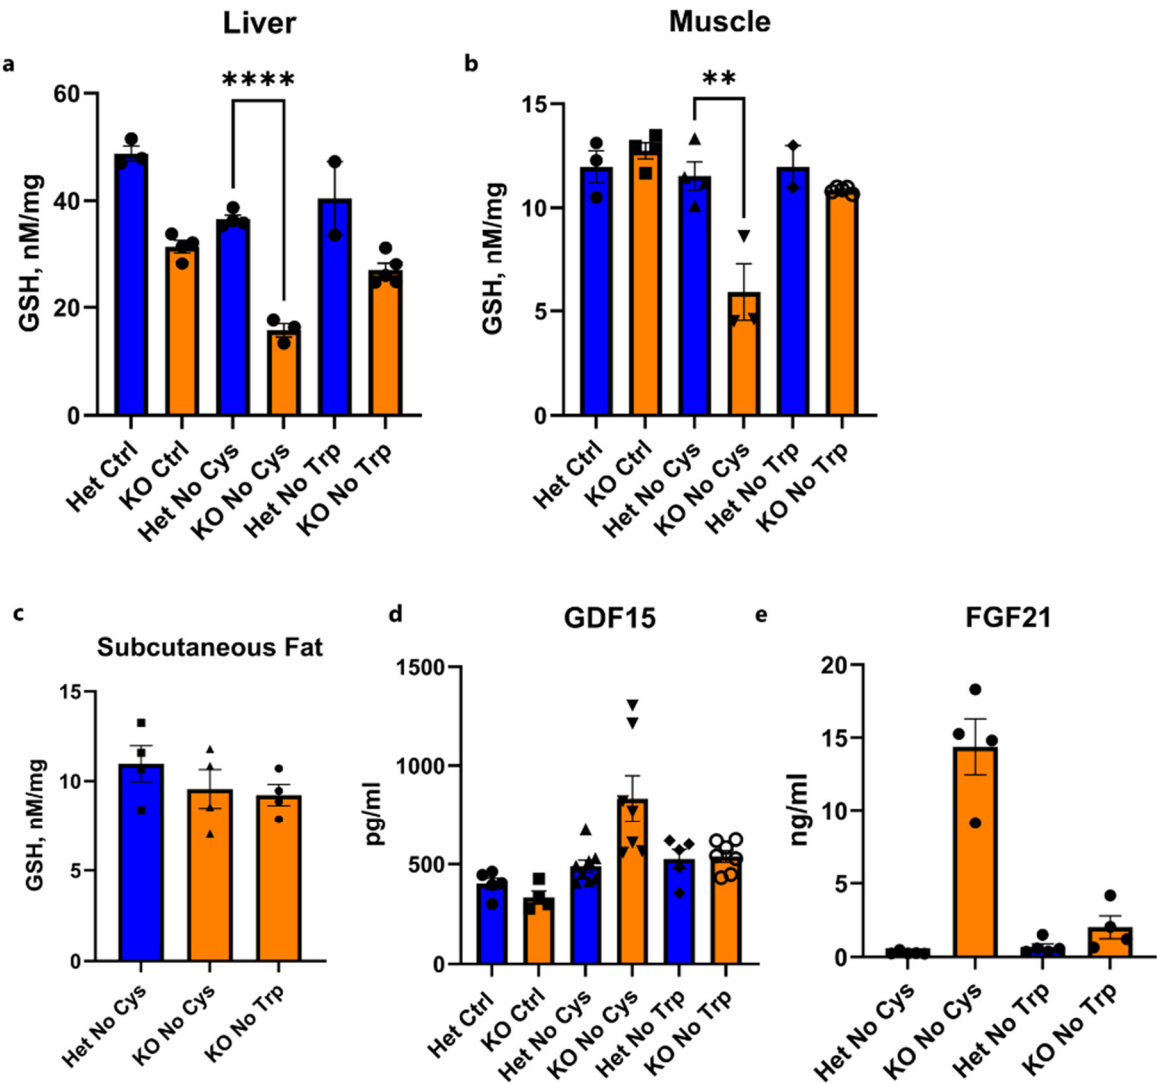 Liver
a
****
60
40
20
0
GSH, nM/mg
Het Ctrl
KO Ctrl
Het No Cys
KO No Cys
Het No Trp
KO No Trp
Muscle
b
**
15
10
5
0
GSH, nM/mg
Het Ctrl
KO Ctrl
Het No Cys
KO No Cys
Het No Trp
KO No Trp
c
Subcutaneous Fat
15
10
5
0
GSH, nM/mg
Het No Cys
KO No Cys
KO No Trp
d
GDF15
1500
1000
500
0
pg/ml
Het Ctrl
KO Ctrl
Het No Cys
KO No Cys
Het No Trp
KO No Trp
e
FGF21
20
15
10
5
0
ng/ml
Het No Cys
KO No Cys
Het No Trp
KO No Trp